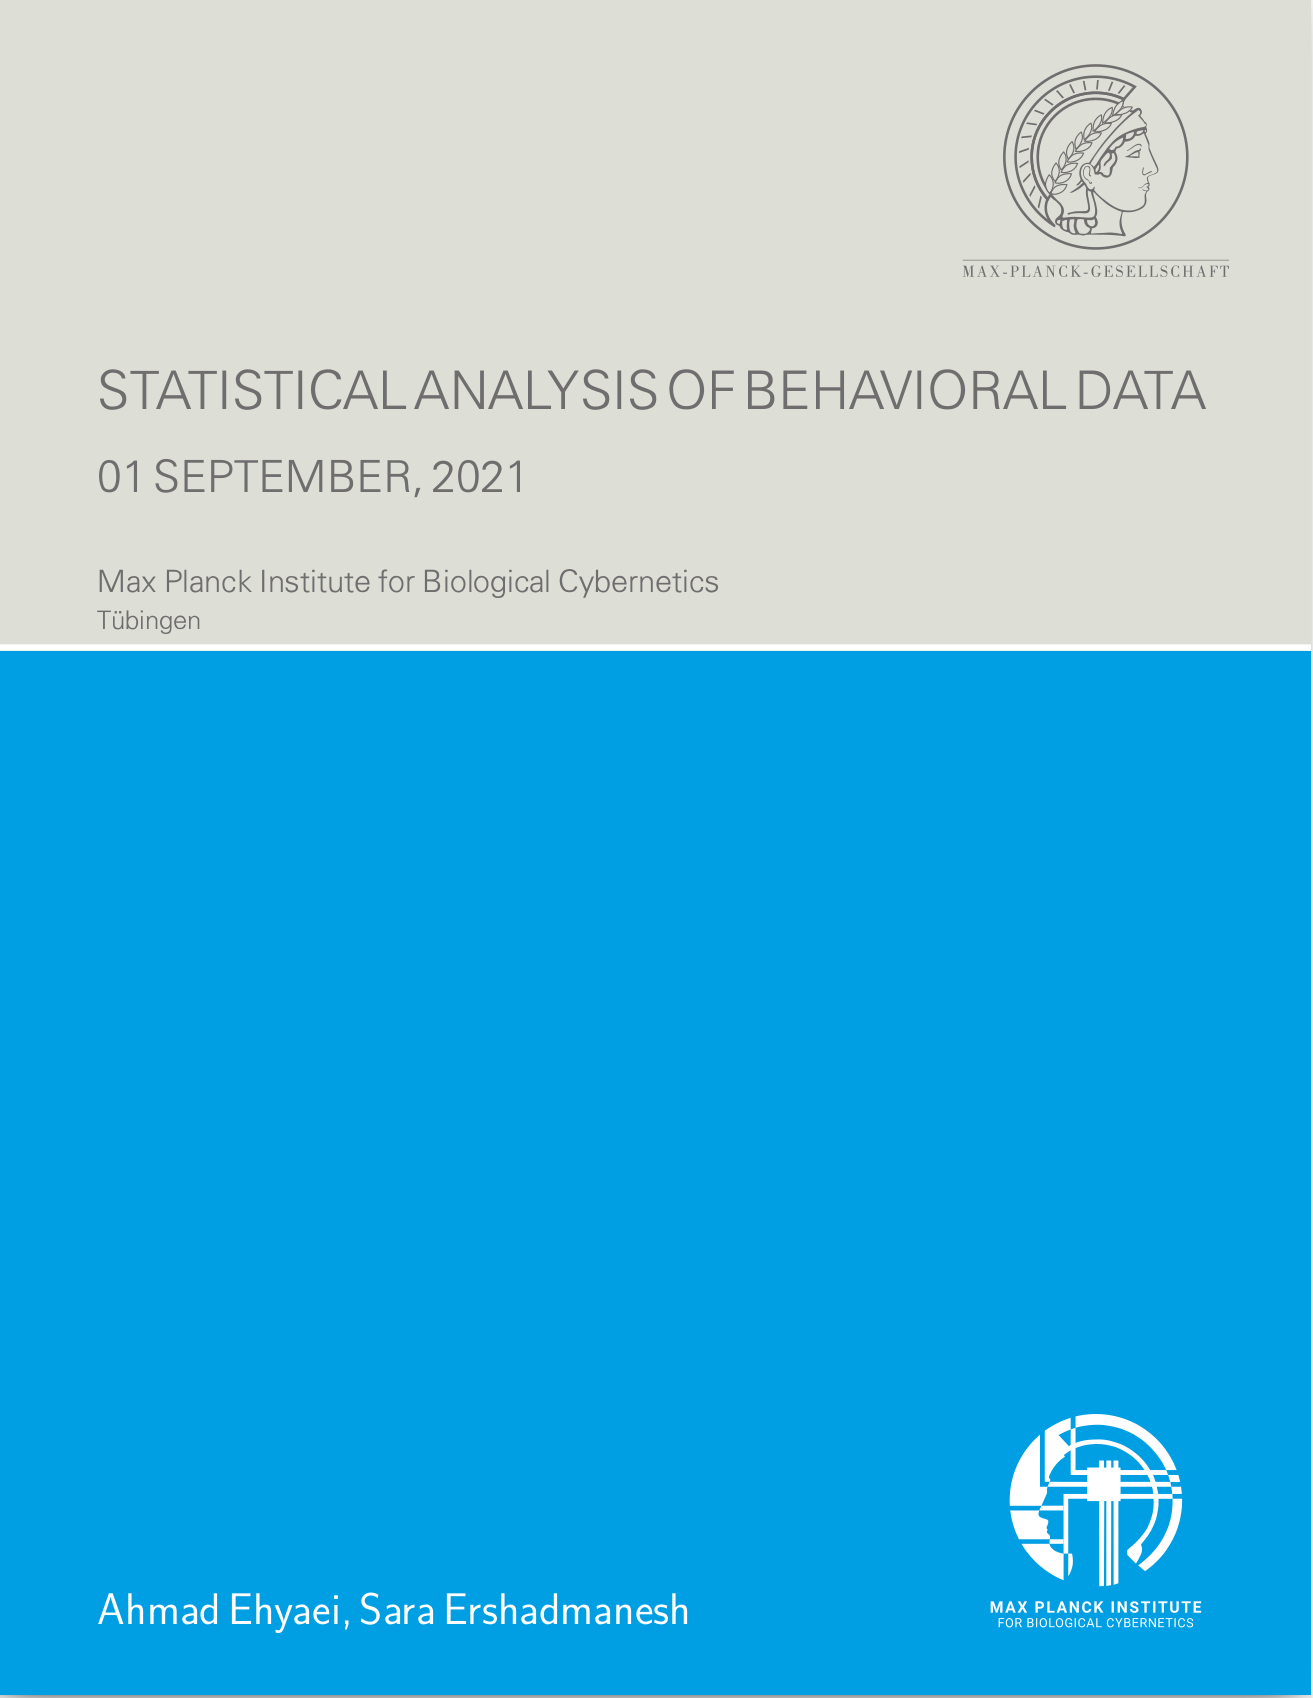 MAX-PLANCK-GESELLSCHAFT
STATISTICAL ANALYSIS OF BEHAVIORAL DATA
01 SEPTEMBER, 2021
Max Planck Institute for Biological Cybernetics
Tübingen
Ahmad Ehyaei, Sara Ershadmanesh
MAX PLANCK INSTITUTE
FOR BIOLOGICAL CYBERNETICS